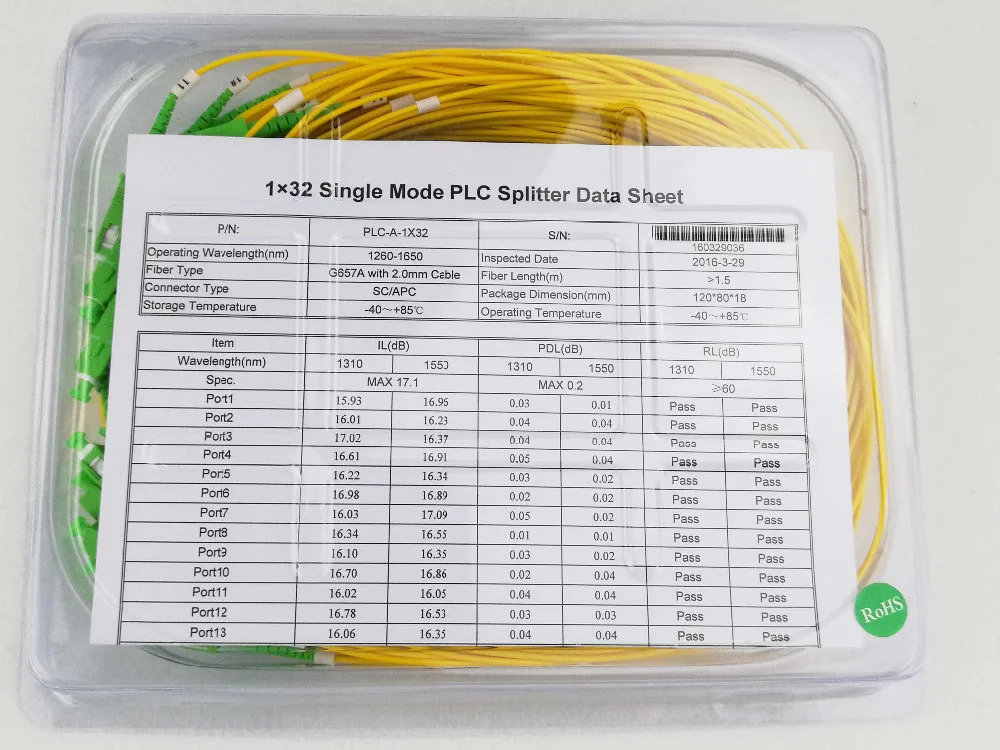 11
18
1×32 Single Mode PLC Splitter Data Sheet
P/N: PLC-A-1X32 S/N: 160329036
Operating Wavelength(nm) 1260-1650 Inspected Date 2016-3-29
Fiber Type G657A with 2.0mm Cable Fiber Length(m) >1.5
Connector Type SC/APC Package Dimension(mm) 120*80*18
Storage Temperature -40～+85℃ Operating Temperature -40～+85℃
Item IL(dB) PDL(dB) RL(dB)
Wavelength(nm) 1310 1550 1310 1550 1310 1550
Spec. MAX 17.1 MAX 0.2 ≥60
Port1 15.93 16.95 0.03 0.01 Pass Pass
Port2 16.01 16.23 0.04 0.04 Pass Pass
Port3 17.02 16.37 0.04 0.04 Pass Pass
Port4 16.61 16.91 0.05 0.04 Pass Pass
Port5 16.22 16.34 0.03 0.02 Pass Pass
Port6 16.98 16.89 0.02 0.02 Pass Pass
Port7 16.03 17.09 0.05 0.02 Pass Pass
Port8 16.34 16.55 0.01 0.01 Pass Pass
Port9 16.10 16.35 0.03 0.02 Pass Pass
Port10 16.70 16.86 0.02 0.04 Pass Pass
Port11 16.02 16.05 0.04 0.04 Pass Pass
Port12 16.78 16.53 0.03 0.03 Pass Pass
Port13 16.06 16.35 0.04 0.04 Pass Pass
RoHS